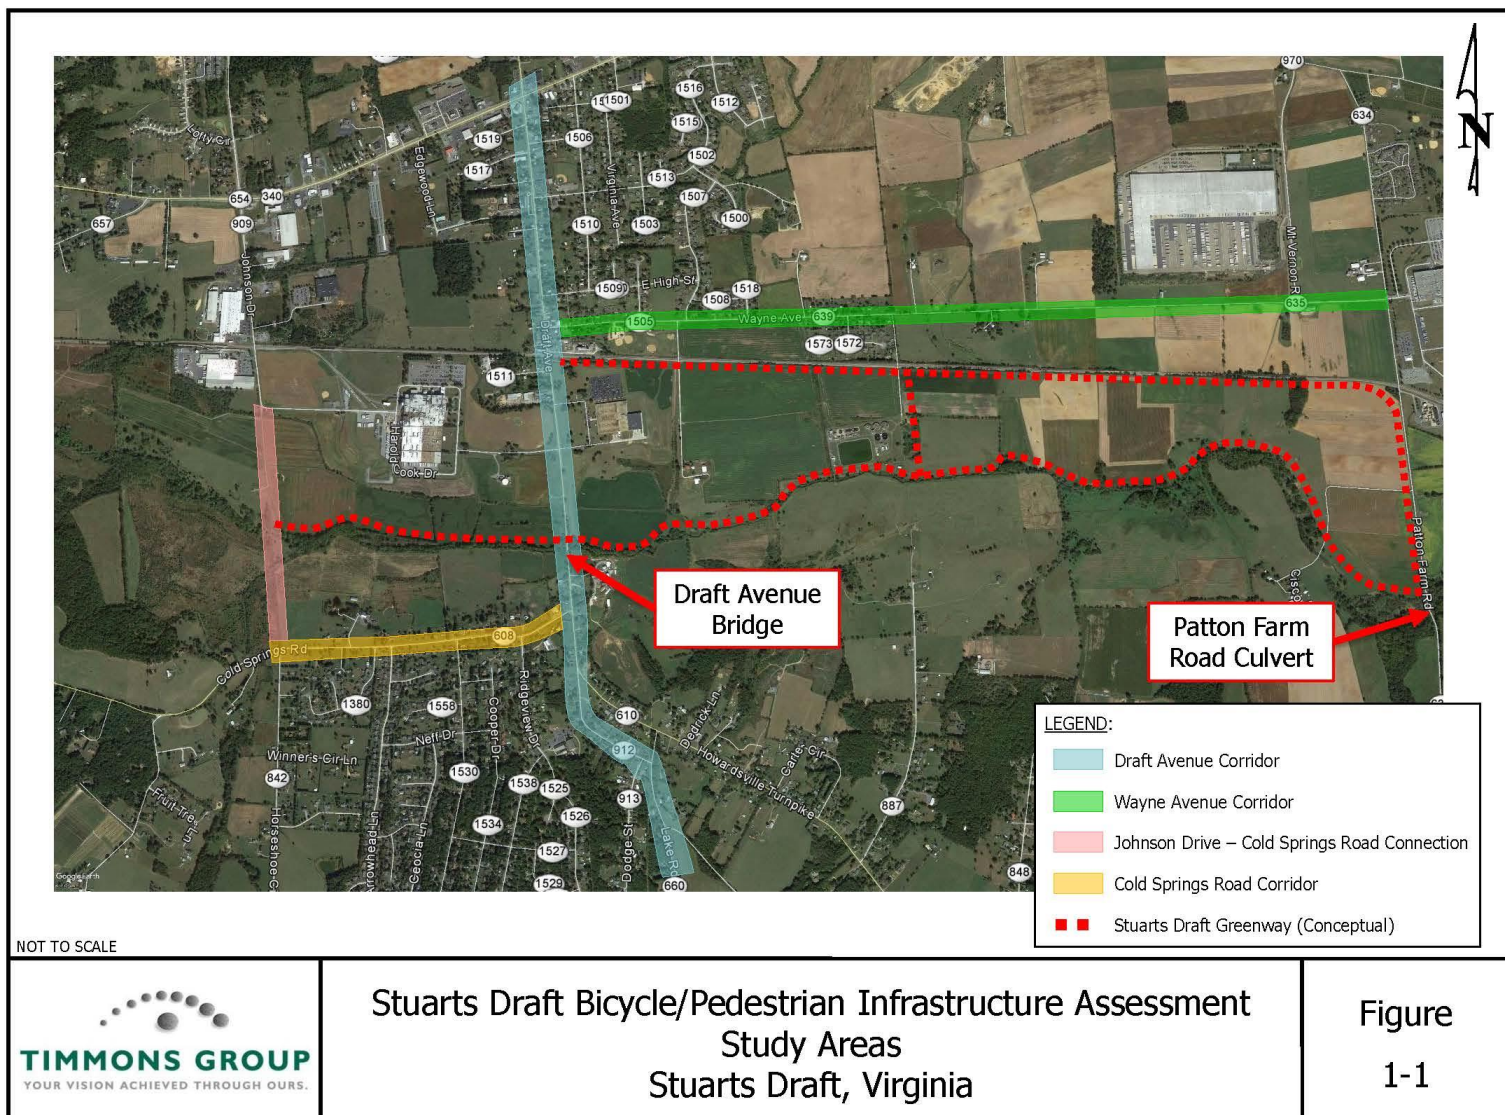 N
970
634
1516
1501
1512
1515
1506
1519
1502
1517
1513
1507
1500
1510
1503
Lofty Cir
Edgewood Ln
Virginia Ave
654
340
657
909
Johnson Dr
Mt Vernon R
E High St
1509
1508
1518
1505
Wayne Ave
639
635
Draft Ave
1573
1572
1511
Harold
Cook Dr
Patton Farm Rd
Draft Avenue
Bridge
Cisco
Patton Farm
Road Culvert
608
Cold Springs Rd
Ridgeview Dr
Cooper Dr
1380
1558
610
Dedrick Ln
Neff Dr
912
Howardsville Turnpike
Carter Cir
Winner's Cir Ln
842
1530
1538
1525
913
887
Fruit Tree Ln
1526
1534
Horseshoe C
Arrowhead Ln
Dodge St
Lake Rd
1527
1529
660
848
Google Earth
LEGEND:
Draft Avenue Corridor
Wayne Avenue Corridor
Johnson Drive – Cold Springs Road Connection
Cold Springs Road Corridor
Stuarts Draft Greenway (Conceptual)
NOT TO SCALE
TIMMONS GROUP
YOUR VISION ACHIEVED THROUGH OURS.
Stuarts Draft Bicycle/Pedestrian Infrastructure Assessment
Study Areas
Stuarts Draft, Virginia
Figure
1-1